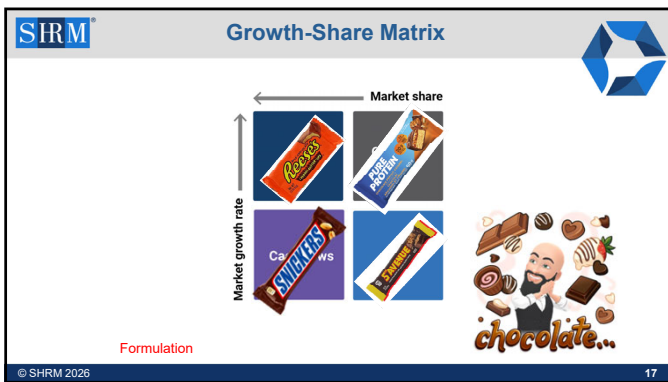 SHRM®
Growth-Share Matrix
Market share
Market growth rate
Reese's
PURE
PROTEIN
Ca ws
SNICKERS
5th AVENUE
chocolate...
Formulation
© SHRM 2026
17